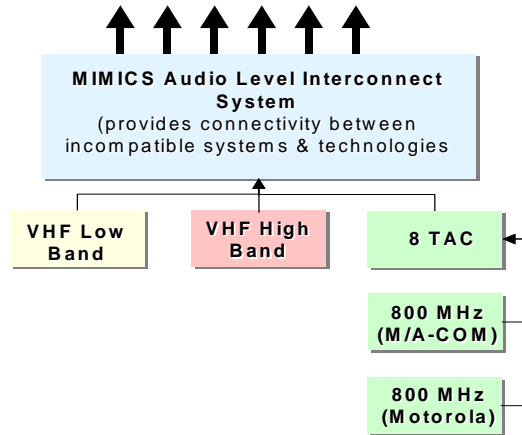 MIMICS Audio Level Interconnect
System
(provides connectivity between
incompatible systems & technologies
VHF Low
Band
VHF High
Band
8 TAC
800 MHz
(M/A-COM)
800 MHz
(Motorola)